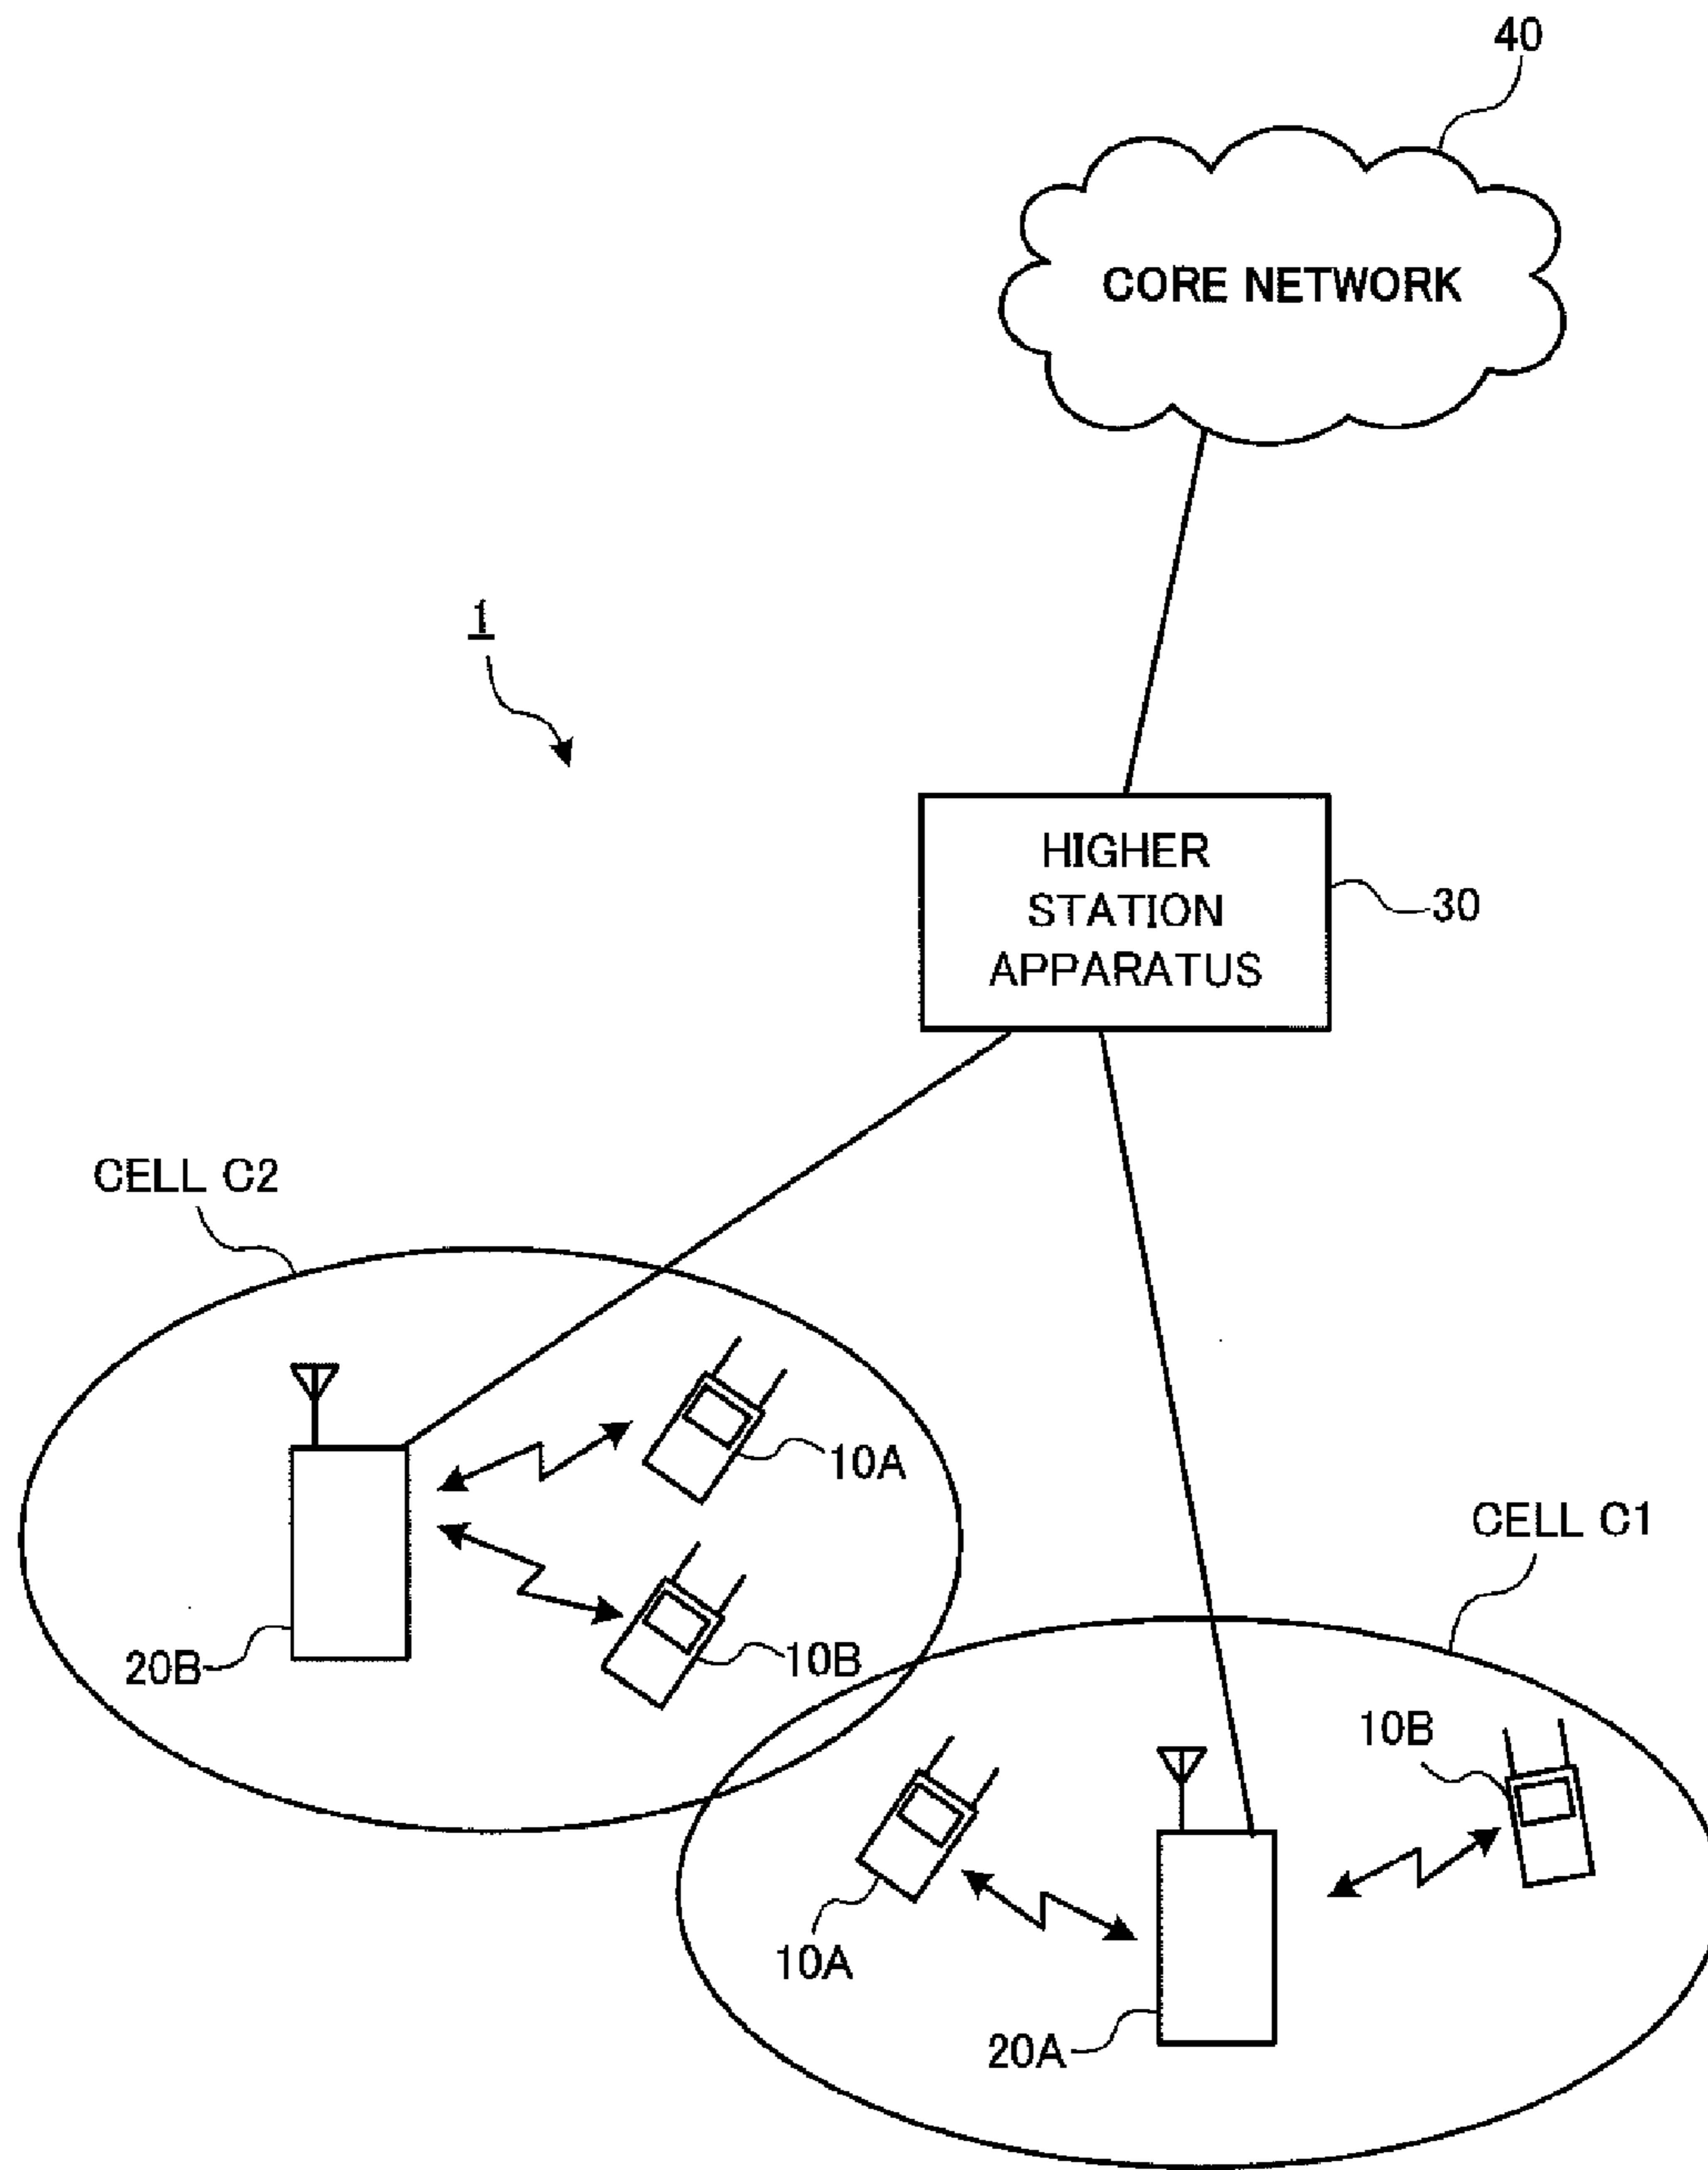 40
CORE NETWORK
1
HIGHER
STATION
APPARATUS
30
CELL C2
10A
CELL C1
20B
10B
10B
10A
20A